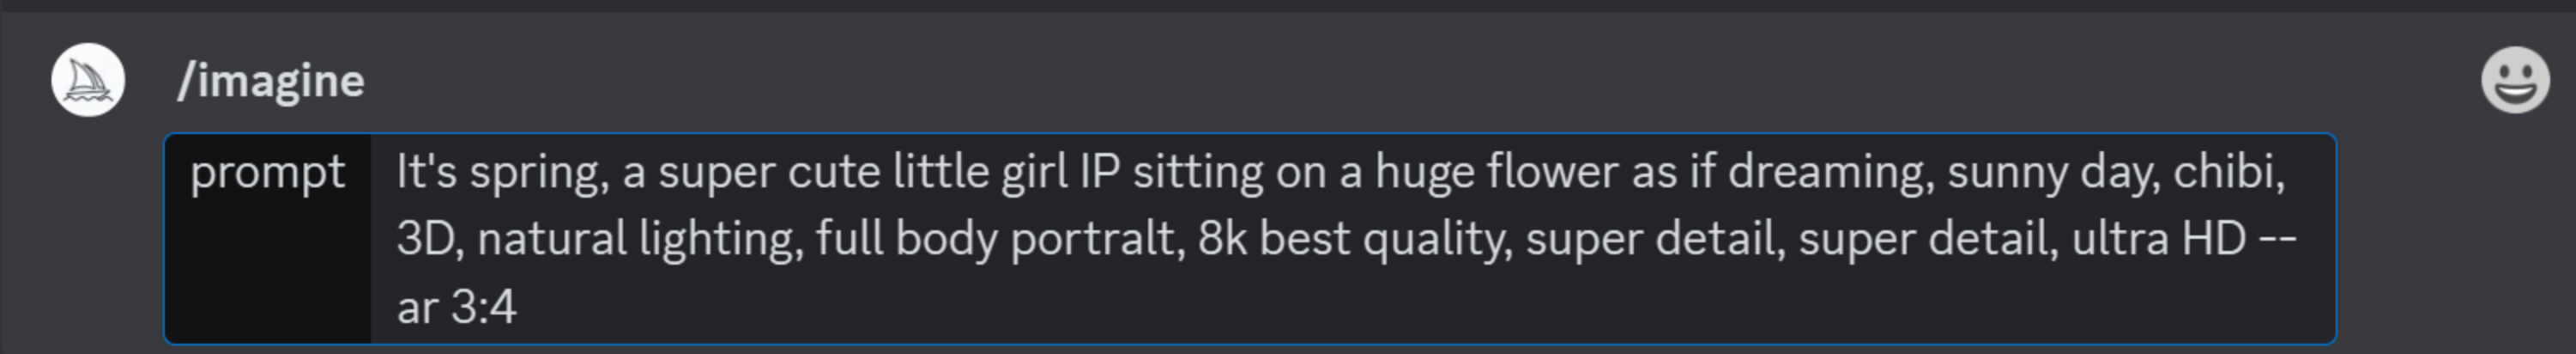 /imagine
prompt It's spring, a super cute little girl IP sitting on a huge flower as if dreaming, sunny day, chibi,
3D, natural lighting, full body portralt, 8k best quality, super detail, super detail, ultra HD --
ar 3:4